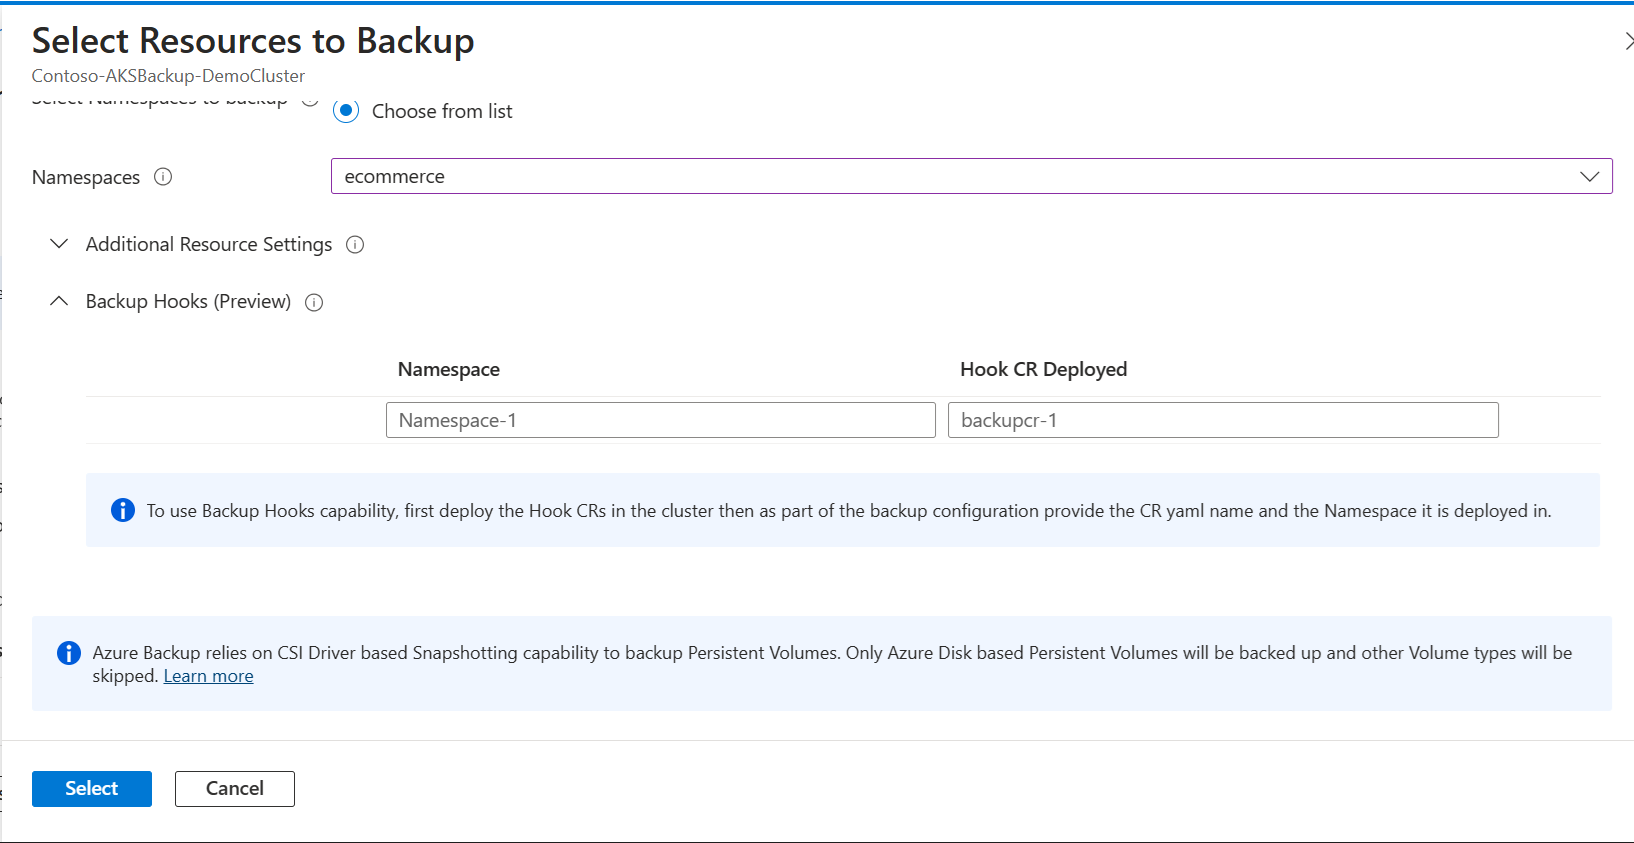 Select Resources to Backup
Contoso-AKSBackup-DemoCluster
Select Namespaces to backup
Choose from list
Namespaces
ecommerce
Additional Resource Settings
Backup Hooks (Preview)
Namespace Hook CR Deployed
Namespace-1 backupcr-1
To use Backup Hooks capability, first deploy the Hook CRs in the cluster then as part of the backup configuration provide the CR yaml name and the Namespace it is deployed in.
Azure Backup relies on CSI Driver based Snapshotting capability to backup Persistent Volumes. Only Azure Disk based Persistent Volumes will be backed up and other Volume types will be
skipped. Learn more
Select Cancel